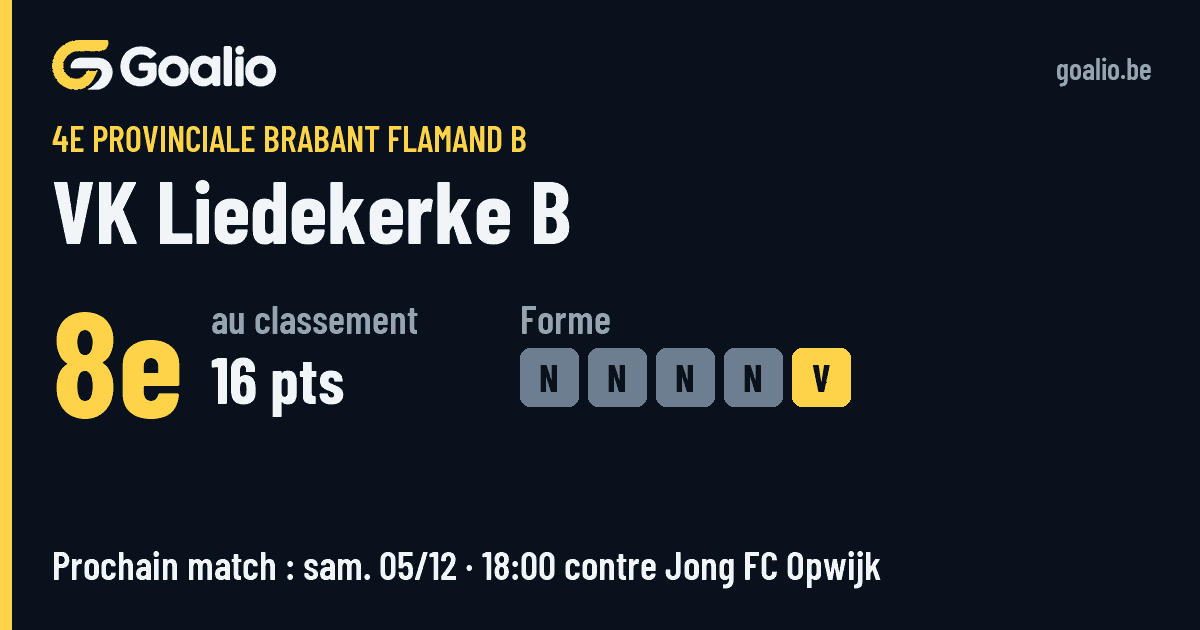 Goalio
goalio.be
4E PROVINCIALE BRABANT FLAMAND B
VK Liedekerke B
8e
au classement
16 pts
Forme
N N N N V
Prochain match : sam. 05/12 · 18:00 contre Jong FC Opwijk